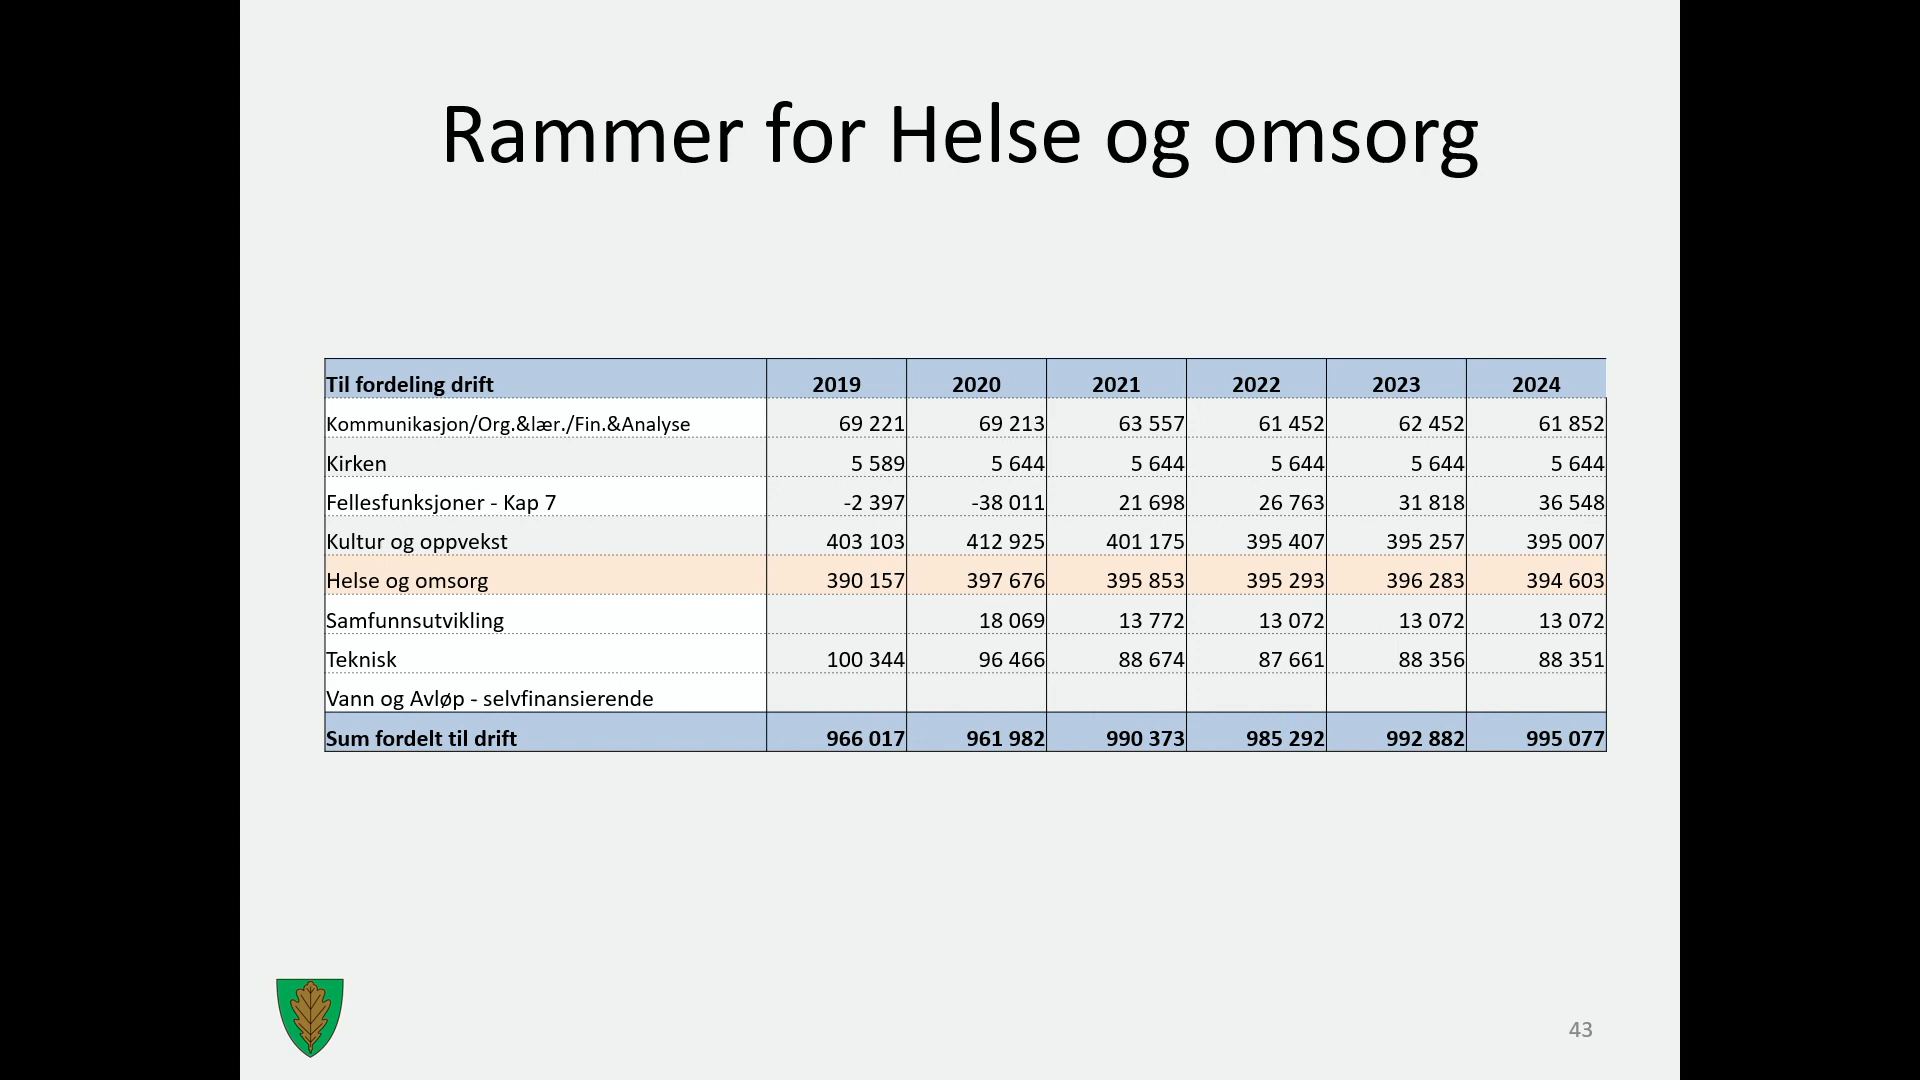 Rammer for Helse og omsorg
Til fordeling drift 2019 2020 2021 2022 2023 2024
Kommunikasjon/Org.&lær./Fin.&Analyse 69 221 69 213 63 557 61 452 62 452 61 852
Kirken 5 589 5 644 5 644 5 644 5 644 5 644
Fellesfunksjoner - Kap 7 -2 397 -38 011 21 698 26 763 31 818 36 548
Kultur og oppvekst 403 103 412 925 401 175 395 407 395 257 395 007
Helse og omsorg 390 157 397 676 395 853 395 293 396 283 394 603
Samfunnsutvikling 18 069 13 772 13 072 13 072 13 072
Teknisk 100 344 96 466 88 674 87 661 88 356 88 351
Vann og Avløp - selvfinansierende
Sum fordelt til drift 966 017 961 982 990 373 985 292 992 882 995 077
43